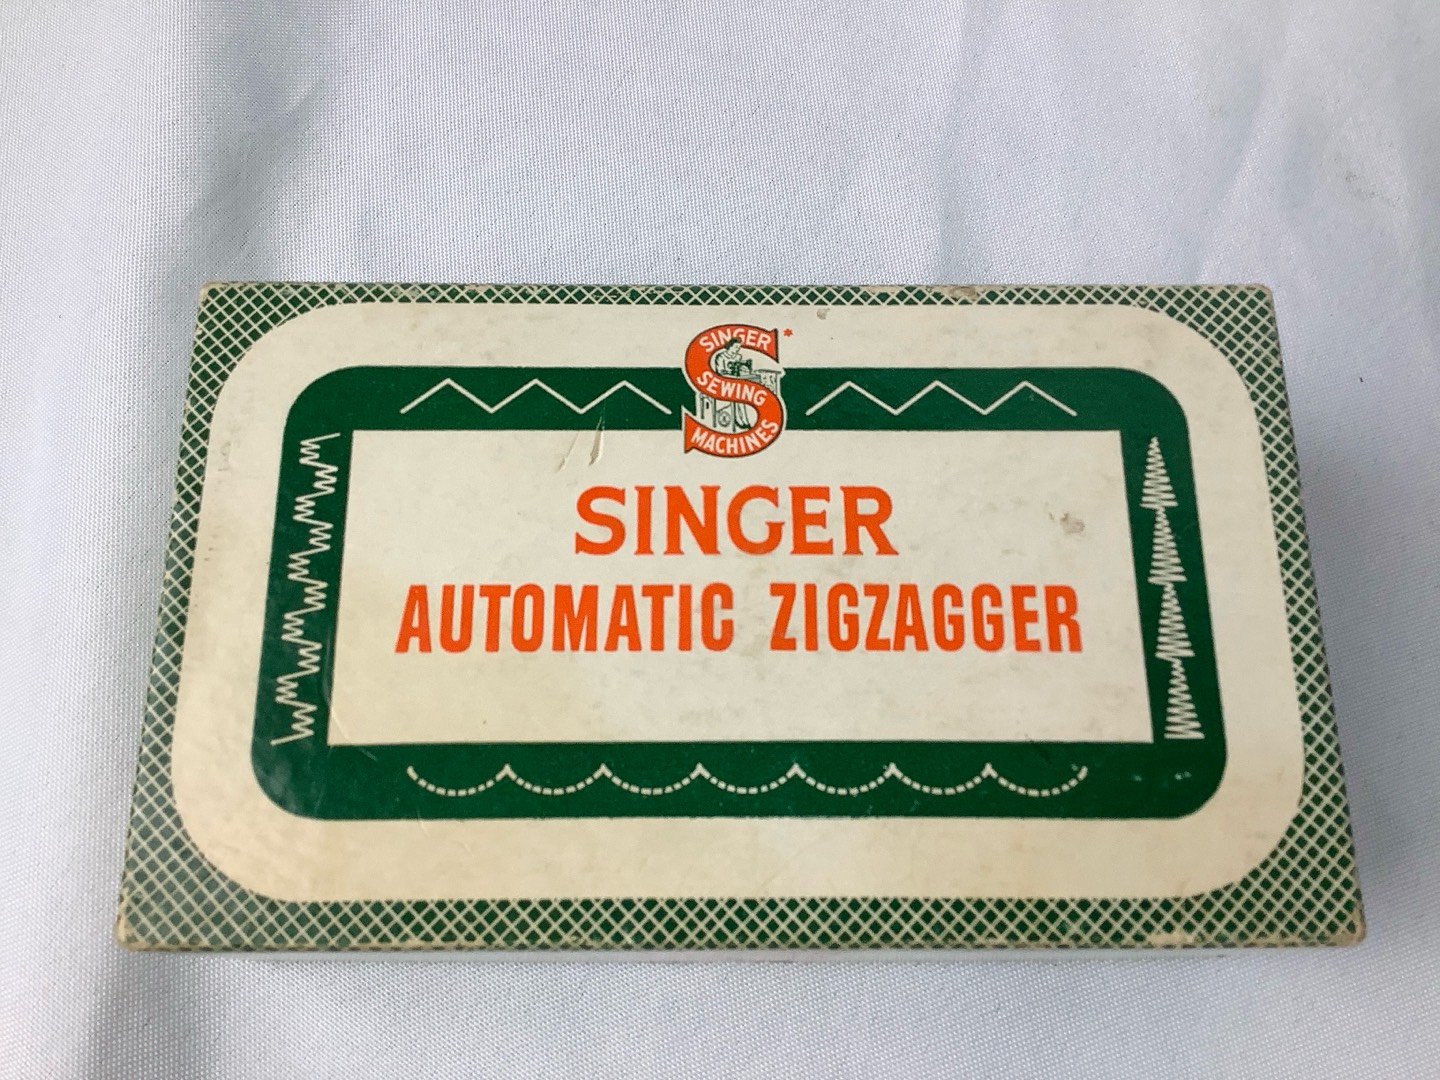 SINGER*
SEWING
MACHINES
SINGER
AUTOMATIC ZIGZAGGER